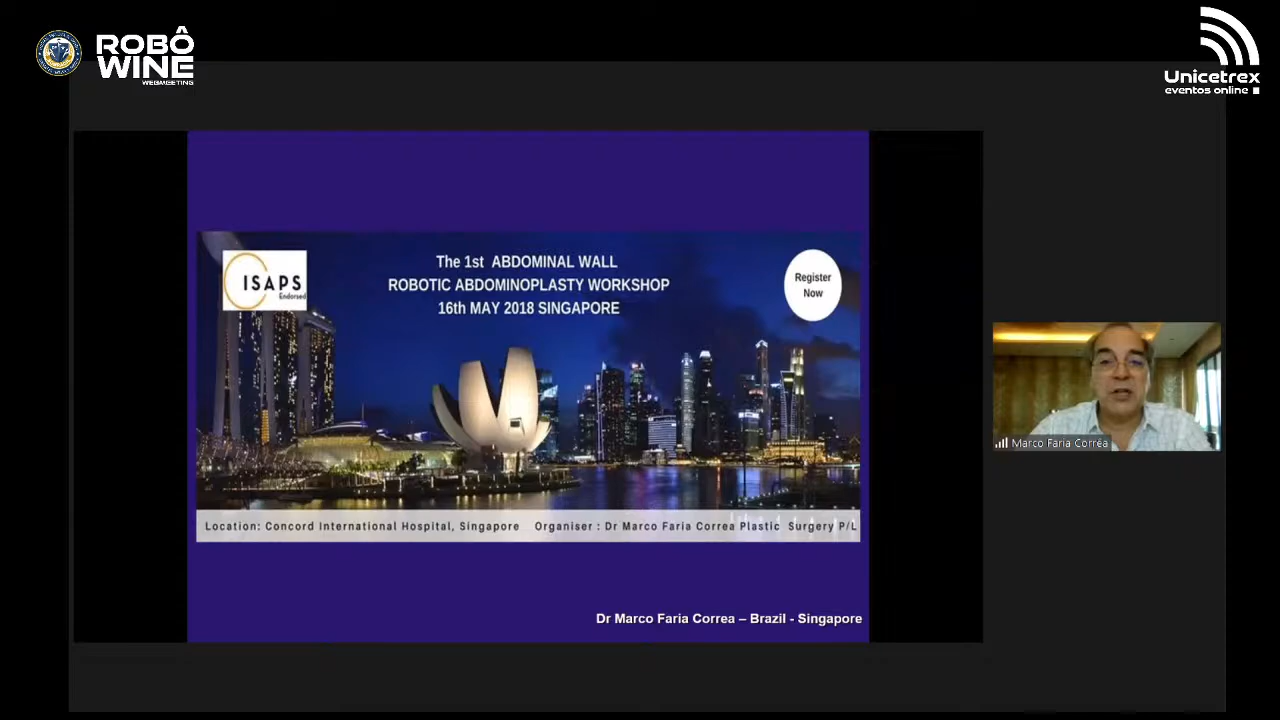 ROBÔ
WINE
WEBMEETING
Unicetrex
eventos online
ISAPS
Endorsed
The 1st ABDOMINAL WALL
ROBOTIC ABDOMINOPLASTY WORKSHOP
16th MAY 2018 SINGAPORE
Register
Now
Location: Concord International Hospital, Singapore Organiser : Dr Marco Faria Correa Plastic Surgery P/L
Marco Faria Corrêa
Dr Marco Faria Correa – Brazil - Singapore